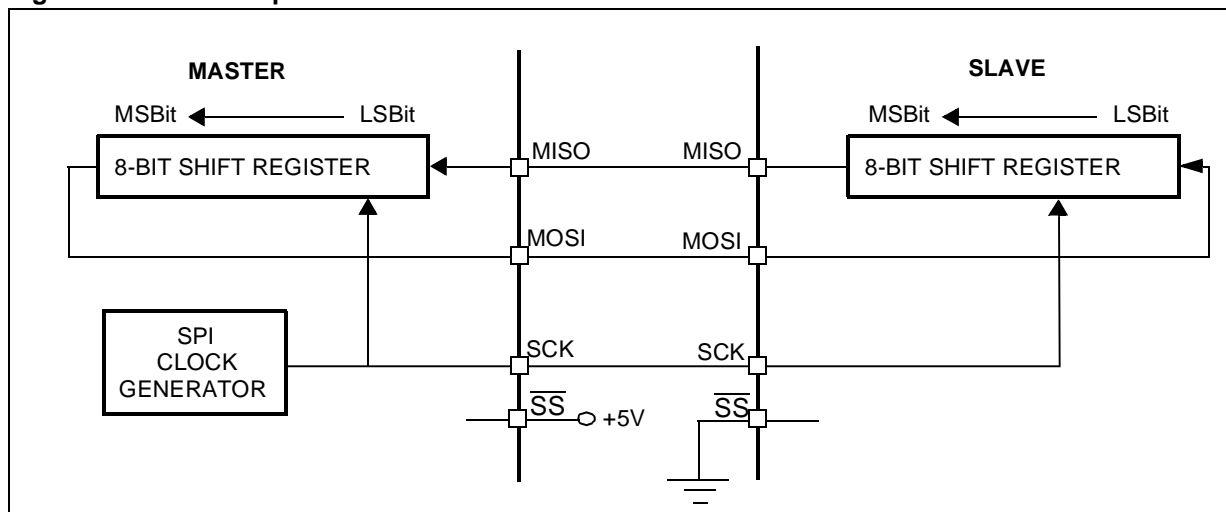 MASTER
SLAVE
MSBit LSBit
MSBit LSBit
8-BIT SHIFT REGISTER
MISO MISO
8-BIT SHIFT REGISTER
MOSI MOSI
SPI
CLOCK
GENERATOR
SCK SCK
SS +5V
SS